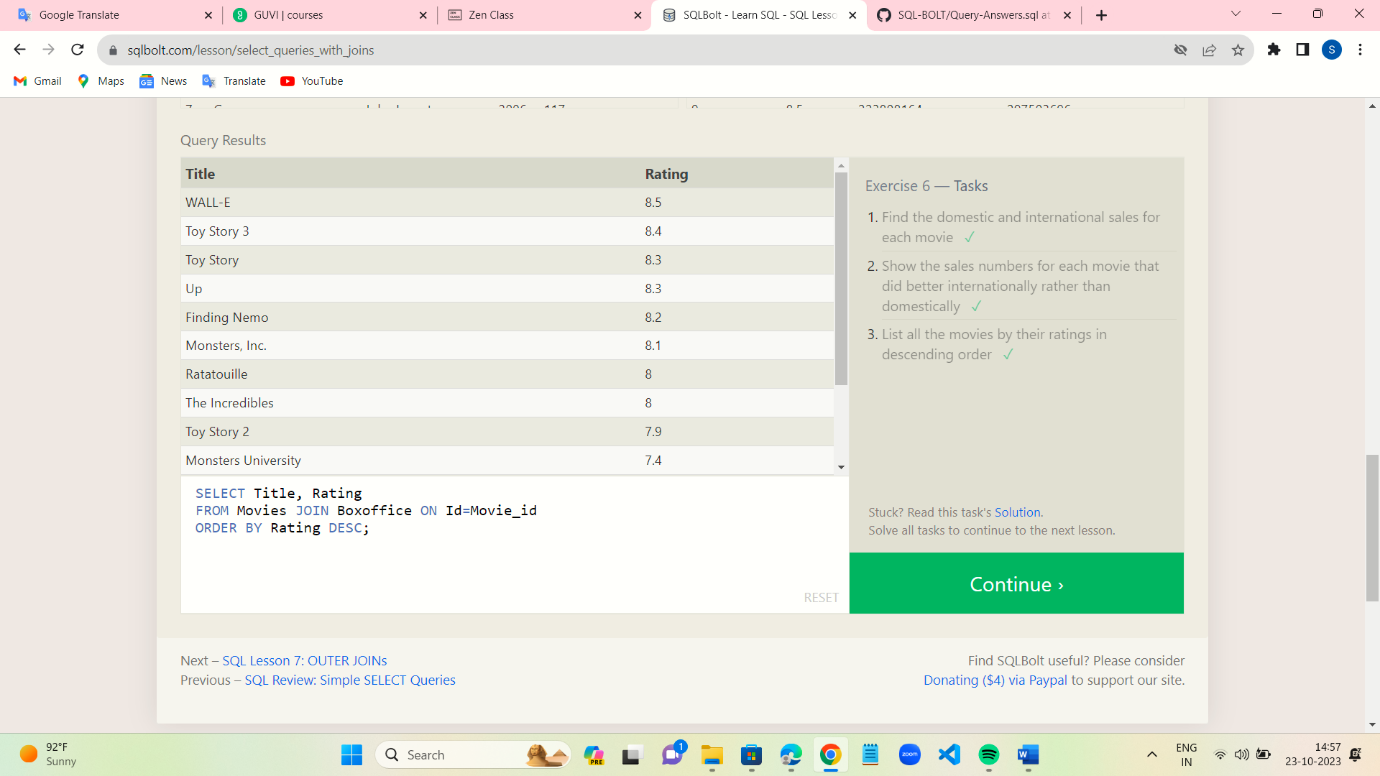 Google Translate
GUVI | courses
Zen Class
SQLBolt - Learn SQL - SQL Lesso
SQL-BOLT/Query-Answers.sql at
sqlbolt.com/lesson/select_queries_with_joins
S
Gmail
Maps
News
Translate
YouTube
Query Results
Title Rating
WALL-E 8.5
Toy Story 3 8.4
Toy Story 8.3
Up 8.3
Finding Nemo 8.2
Monsters, Inc. 8.1
Ratatouille 8
The Incredibles 8
Toy Story 2 7.9
Monsters University 7.4
SELECT Title, Rating
FROM Movies JOIN Boxoffice ON Id=Movie_id
ORDER BY Rating DESC;
RESET
Exercise 6 — Tasks
1. Find the domestic and international sales for
each movie ✓
2. Show the sales numbers for each movie that
did better internationally rather than
domestically ✓
3. List all the movies by their ratings in
descending order ✓
Stuck? Read this task's Solution.
Solve all tasks to continue to the next lesson.
Continue ›
Next – SQL Lesson 7: OUTER JOINs
Previous – SQL Review: Simple SELECT Queries
Find SQLBolt useful? Please consider
Donating ($4) via Paypal to support our site.
92°F
Sunny
Search
PRE
1
zoom
ENG
IN
14:57
23-10-2023